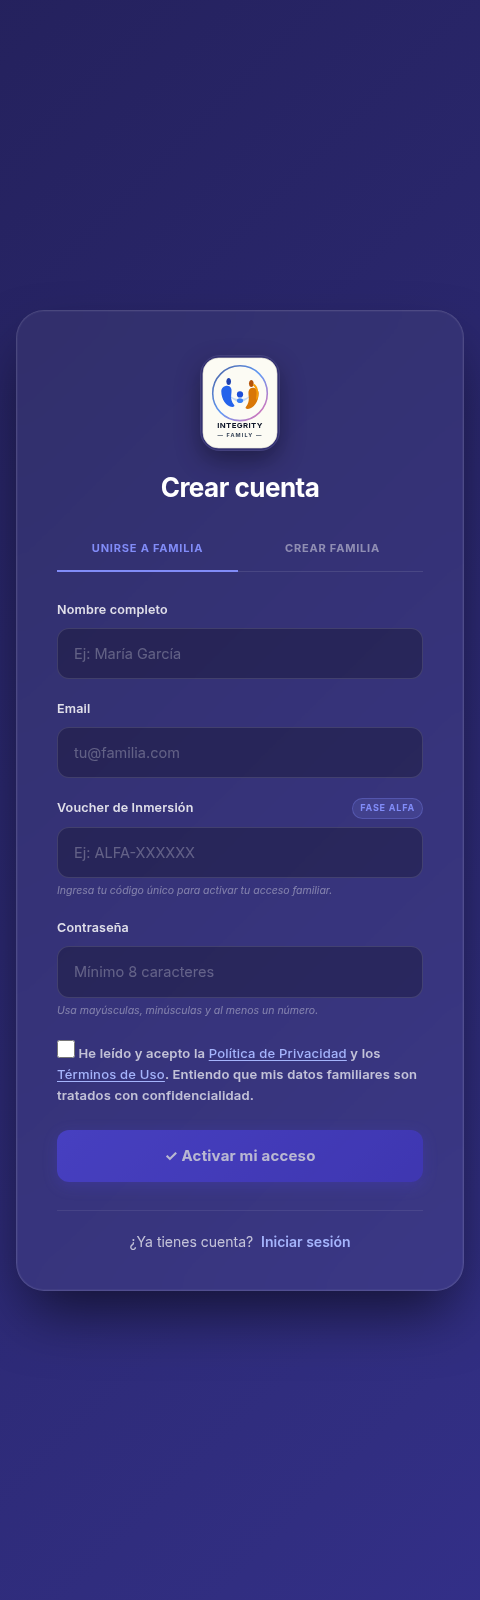 INTEGRITY
— FAMILY —
Crear cuenta
UNIRSE A FAMILIA
CREAR FAMILIA
Nombre completo
Ej: María García
Email
tu@familia.com
Voucher de Inmersión
FASE ALFA
Ej: ALFA-XXXXXX
Ingresa tu código único para activar tu acceso familiar.
Contraseña
Mínimo 8 caracteres
Usa mayúsculas, minúsculas y al menos un número.
He leído y acepto la Política de Privacidad y los
Términos de Uso. Entiendo que mis datos familiares son
tratados con confidencialidad.
✓ Activar mi acceso
¿Ya tienes cuenta? Iniciar sesión